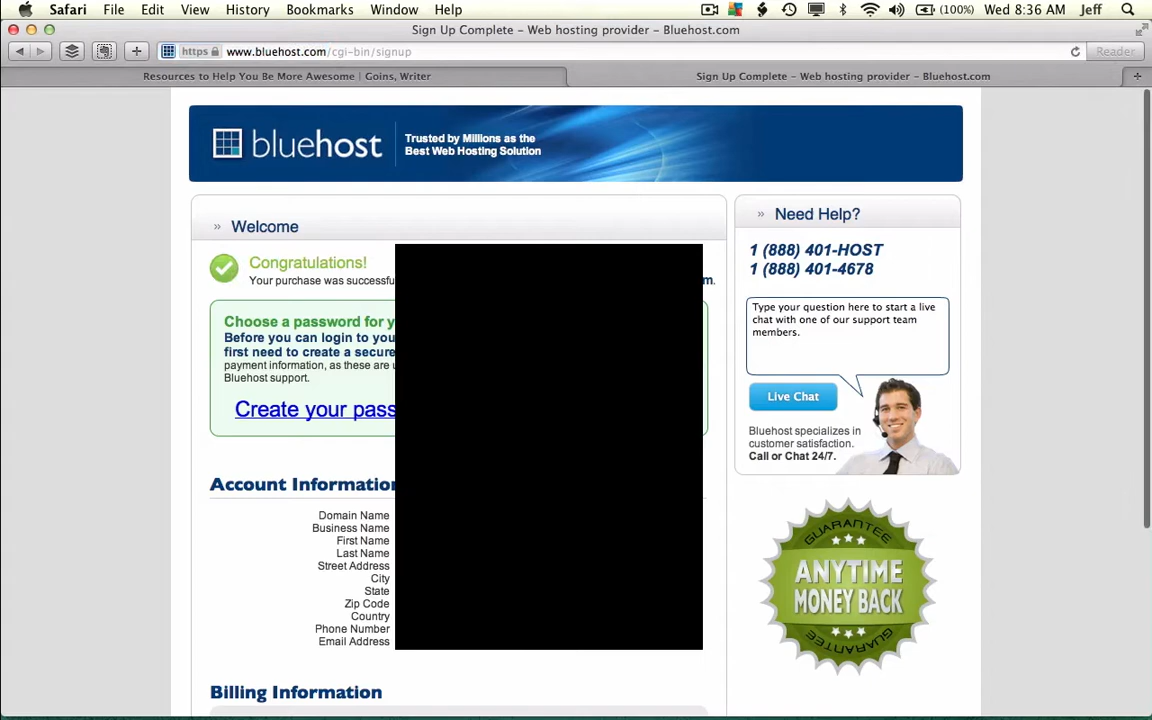 Safari File Edit View History Bookmarks Window Help (100%) Wed 8:36 AM Jeff
Sign Up Complete – Web hosting provider – Bluehost.com
https www.bluehost.com/cgi-bin/signup Reader
Resources to Help You Be More Awesome | Goins, Writer
Sign Up Complete – Web hosting provider – Bluehost.com
bluehost
Trusted by Millions as the
Best Web Hosting Solution
» Welcome
Congratulations!
Your purchase was successfu
m.
Choose a password for y
Before you can login to you
first need to create a secure
payment information, as these are u
Bluehost support.
Create your pass
Account Information
Domain Name
Business Name
First Name
Last Name
Street Address
City
State
Zip Code
Country
Phone Number
Email Address
Billing Information
» Need Help?
1 (888) 401-HOST
1 (888) 401-4678
Type your question here to start a live
chat with one of our support team
members.
Live Chat
Bluehost specializes in
customer satisfaction.
Call or Chat 24/7.
GUARANTEE
ANYTIME
MONEY BACK
GUARANTEE